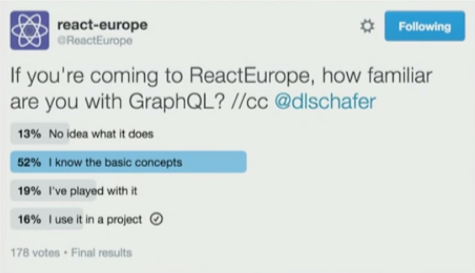 react-europe
@ReactEurope
Following
If you're coming to ReactEurope, how familiar
are you with GraphQL? //cc @dlschafer
13% No idea what it does
52% I know the basic concepts
19% I've played with it
16% I use it in a project
178 votes • Final results